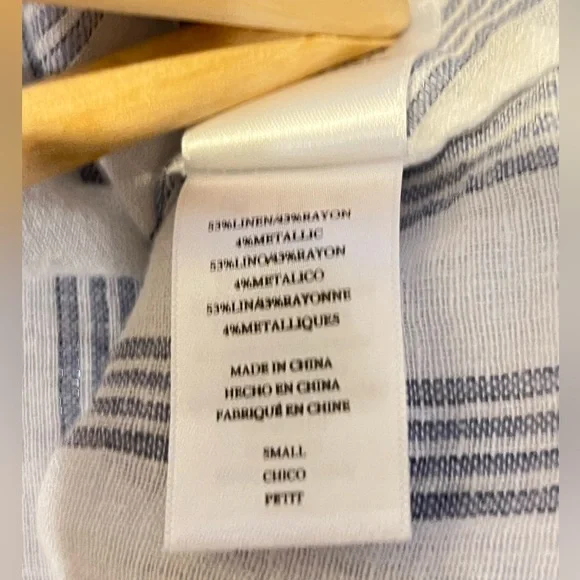 53%LINEN/43%RAYON
4%METALLIC
53%LINO/43%RAYON
4%METALICO
53%LIN/43%RAYONNE
4%METALLIQUES
MADE IN CHINA
HECHO EN CHINA
FABRIQUÉ EN CHINE
SMALL
CHICO
PETIT